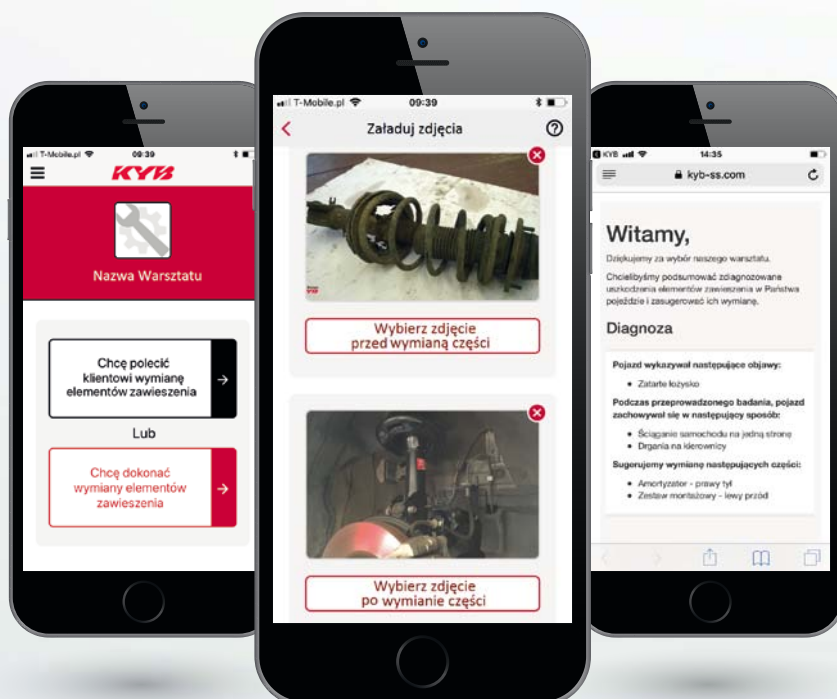 T-Mobile.pl
09:39
KYB
Nazwa Warsztatu
Chcę polecić
klientowi wymianę
elementów zawieszenia
Lub
Chcę dokonać
wymiany elementów
zawieszenia
T-Mobile.pl
09:39
Załaduj zdjęcia
Wybierz zdjęcie
przed wymianą części
Wybierz zdjęcie
po wymianie części
KYB
14:35
kyb-ss.com
Witamy,
Dziękujemy za wybór naszego warsztatu.
Chcielibyśmy podsumować zdiagnozowane
uszkodzenia elementów zawieszenia w Państwa
pojeździe i zasugerować ich wymianę.
Diagnoza
Pojazd wykazywał następujące objawy:
• Zatarte łożysko
Podczas przeprowadzonego badania, pojazd
zachowywał się w następujący sposób:
• Ściąganie samochodu na jedną stronę
• Drgania na kierownicy
Sugerujemy wymianę następujących części:
• Amortyzator - prawy tył
• Zestaw montażowy - lewy przód